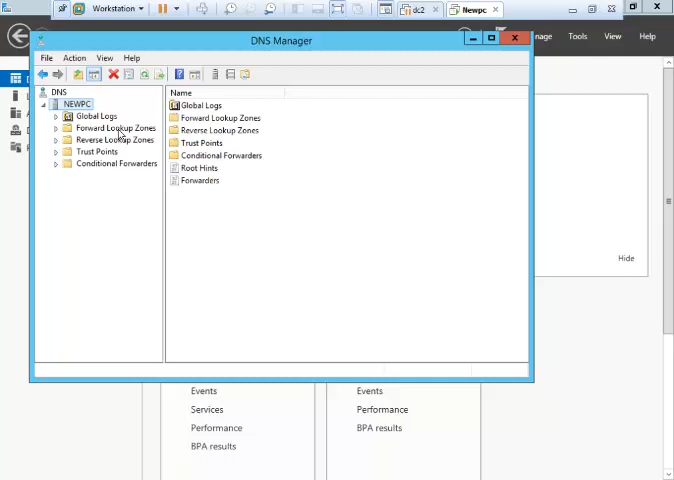 Workstation
dc2
Newpc
DNS Manager
nage
Tools
View
Help
File
Action
View
Help
DNS
NEWPC
Global Logs
Forward Lookup Zones
Reverse Lookup Zones
Trust Points
Conditional Forwarders
Name
Global Logs
Forward Lookup Zones
Reverse Lookup Zones
Trust Points
Conditional Forwarders
Root Hints
Forwarders
Hide
Events
Services
Performance
BPA results
Events
Performance
BPA results